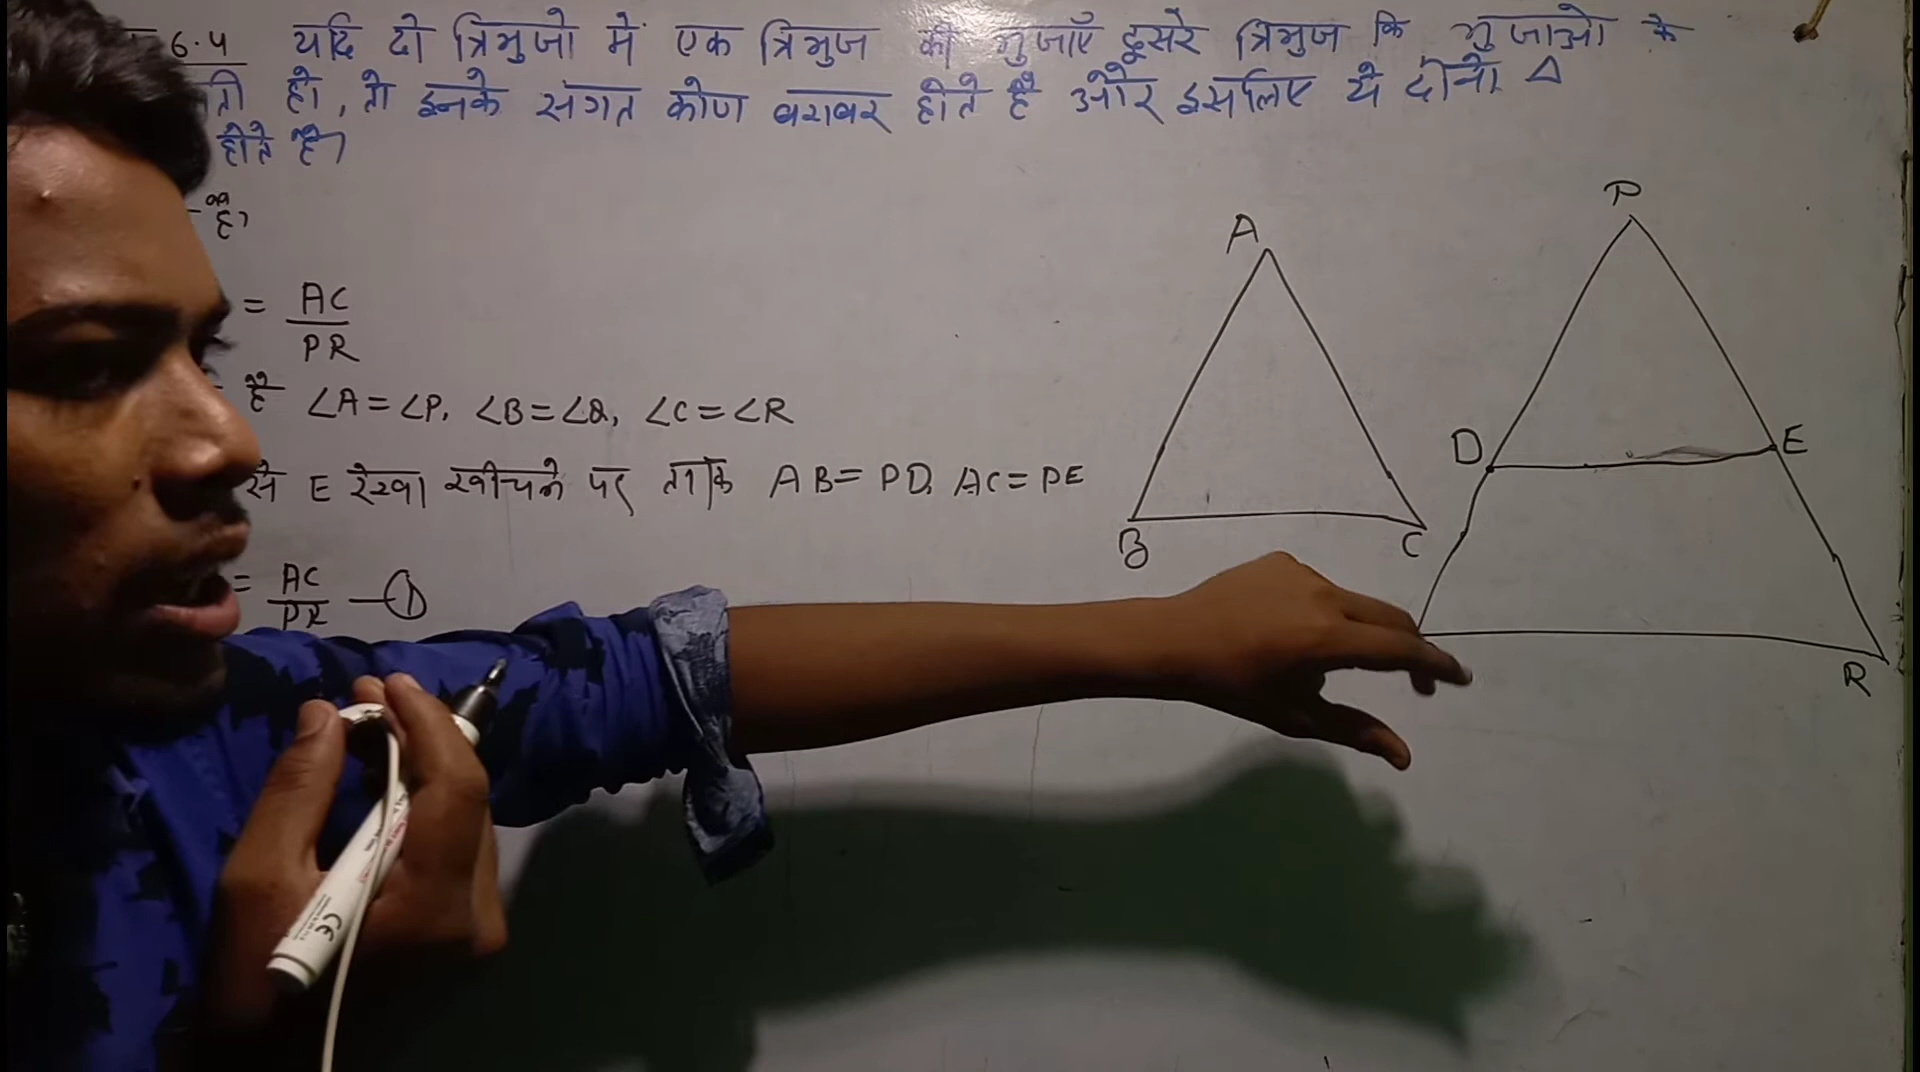 6.4 यदि दो त्रिभुजो में एक त्रिभुज की भुजाएँ दूसरे त्रिभुज कि भुजाओ के
ती हो, तो इनके संगत कोण बराबर होते है और इसलिए ये दोनो Δ
होते है।
है।
= AC/PR
है ∠A=∠P, ∠B=∠Q, ∠C=∠R
से E रेखा खीचने पर ताकि AB= PD, AC= PE
= AC/PR —①
A
B
C
P
D
E
R
CE